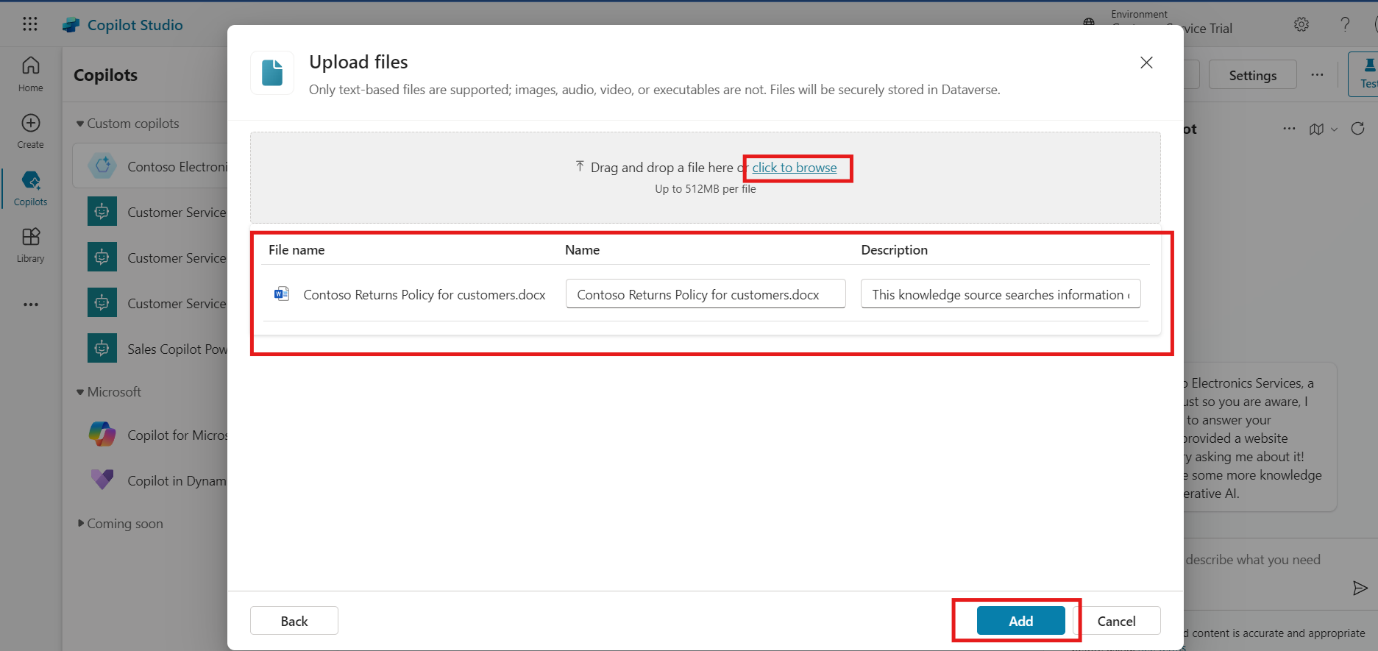 Copilot Studio
Environment
vice Trial
Home
Create
Copilots
Library
Copilots
Custom copilots
Contoso Electroni
Customer Service
Customer Service
Customer Service
Sales Copilot Pow
Microsoft
Copilot for Micros
Copilot in Dynam
Coming soon
Upload files
Only text-based files are supported; images, audio, video, or executables are not. Files will be securely stored in Dataverse.
Drag and drop a file here or click to browse
Up to 512MB per file
File name Name Description
Contoso Returns Policy for customers.docx Contoso Returns Policy for customers.docx This knowledge source searches information
Back
Add
Cancel
Settings
Test
ot
Electronics Services, a
ust so you are aware, I
to answer your
provided a website
y asking me about it!
e some more knowledge
erative AI.
describe what you need
d content is accurate and appropriate